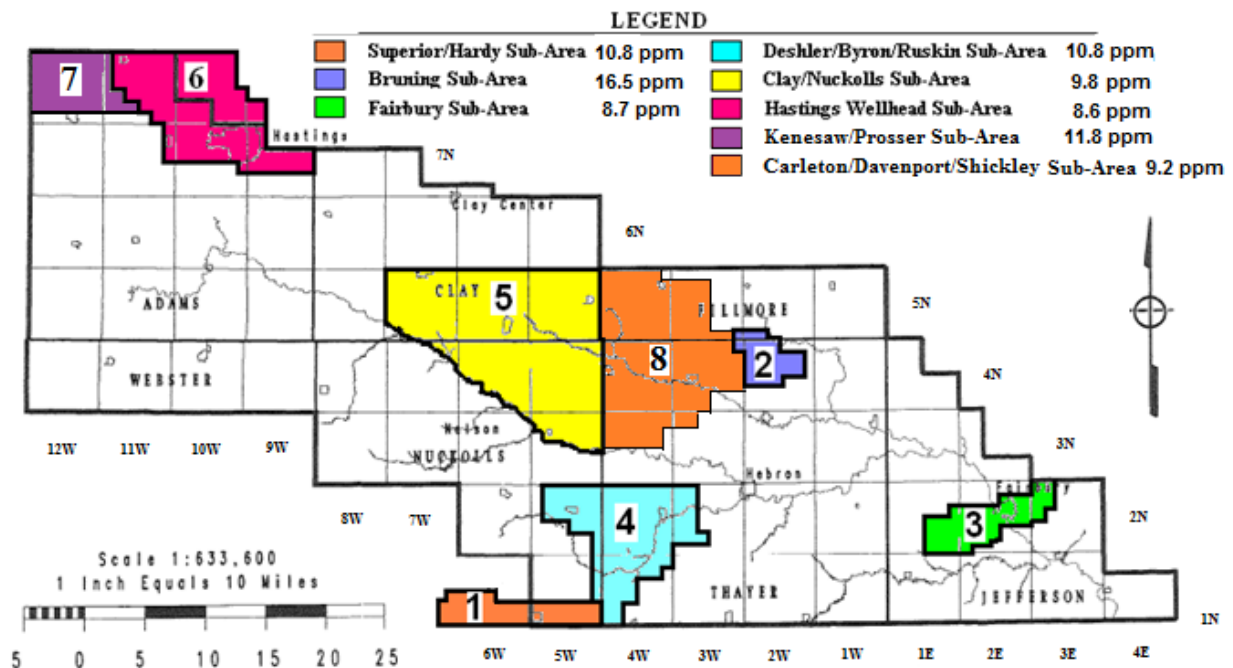 LEGEND
Superior/Hardy Sub-Area 10.8 ppm
Bruning Sub-Area 16.5 ppm
Fairbury Sub-Area 8.7 ppm
Deshler/Byron/Ruskin Sub-Area 10.8 ppm
Clay/Nuckolls Sub-Area 9.8 ppm
Hastings Wellhead Sub-Area 8.6 ppm
Kenesaw/Prosser Sub-Area 11.8 ppm
Carleton/Davenport/Shickley Sub-Area 9.2 ppm
7
6
Hastings
7N
Clay Center
6N
ADAMS
CLAY 5
FILLMORE
5N
WEBSTER
8
2
4N
12W 11W 10W 9W
Nelson
NUCKOLLS
3N
Hebron
Fairbury
8W 7W
4
3
2N
Scale 1:633,600
1 Inch Equals 10 Miles
THAYER
JEFFERSON
1
1N
5 0 5 10 15 20 25
6W 5W 4W 3W 2W 1W 1E 2E 3E 4E